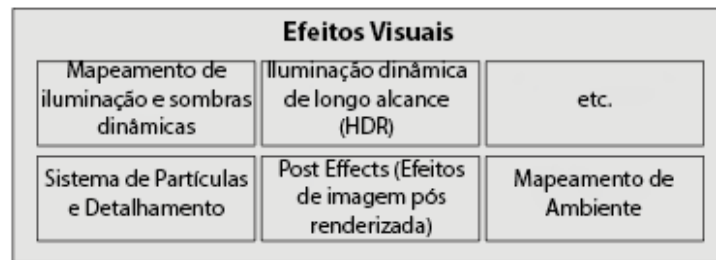 Efeitos Visuais
Mapeamento de
iluminação e sombras
dinâmicas
Iluminação dinâmica
de longo alcance
(HDR)
etc.
Sistema de Partículas
e Detalhamento
Post Effects (Efeitos
de imagem pós
renderizada)
Mapeamento de
Ambiente